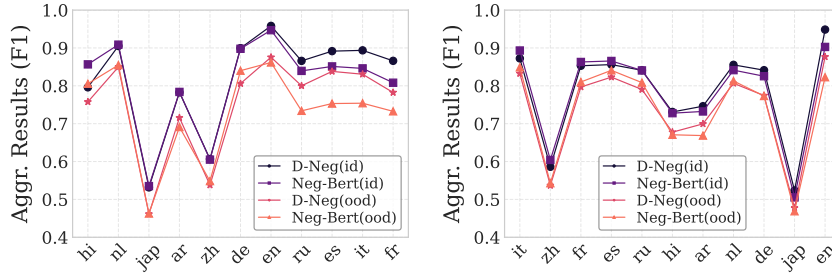 Aggr. Results (F1)
1.0
0.9
0.8
0.7
0.6
0.5
0.4
hi
nl
jap
ar
zh
de
en
ru
es
it
fr
D-Neg(id)
Neg-Bert(id)
D-Neg(ood)
Neg-Bert(ood)
Aggr. Results (F1)
1.0
0.9
0.8
0.7
0.6
0.5
0.4
it
zh
fr
es
ru
hi
ar
nl
de
jap
en
D-Neg(id)
Neg-Bert(id)
D-Neg(ood)
Neg-Bert(ood)